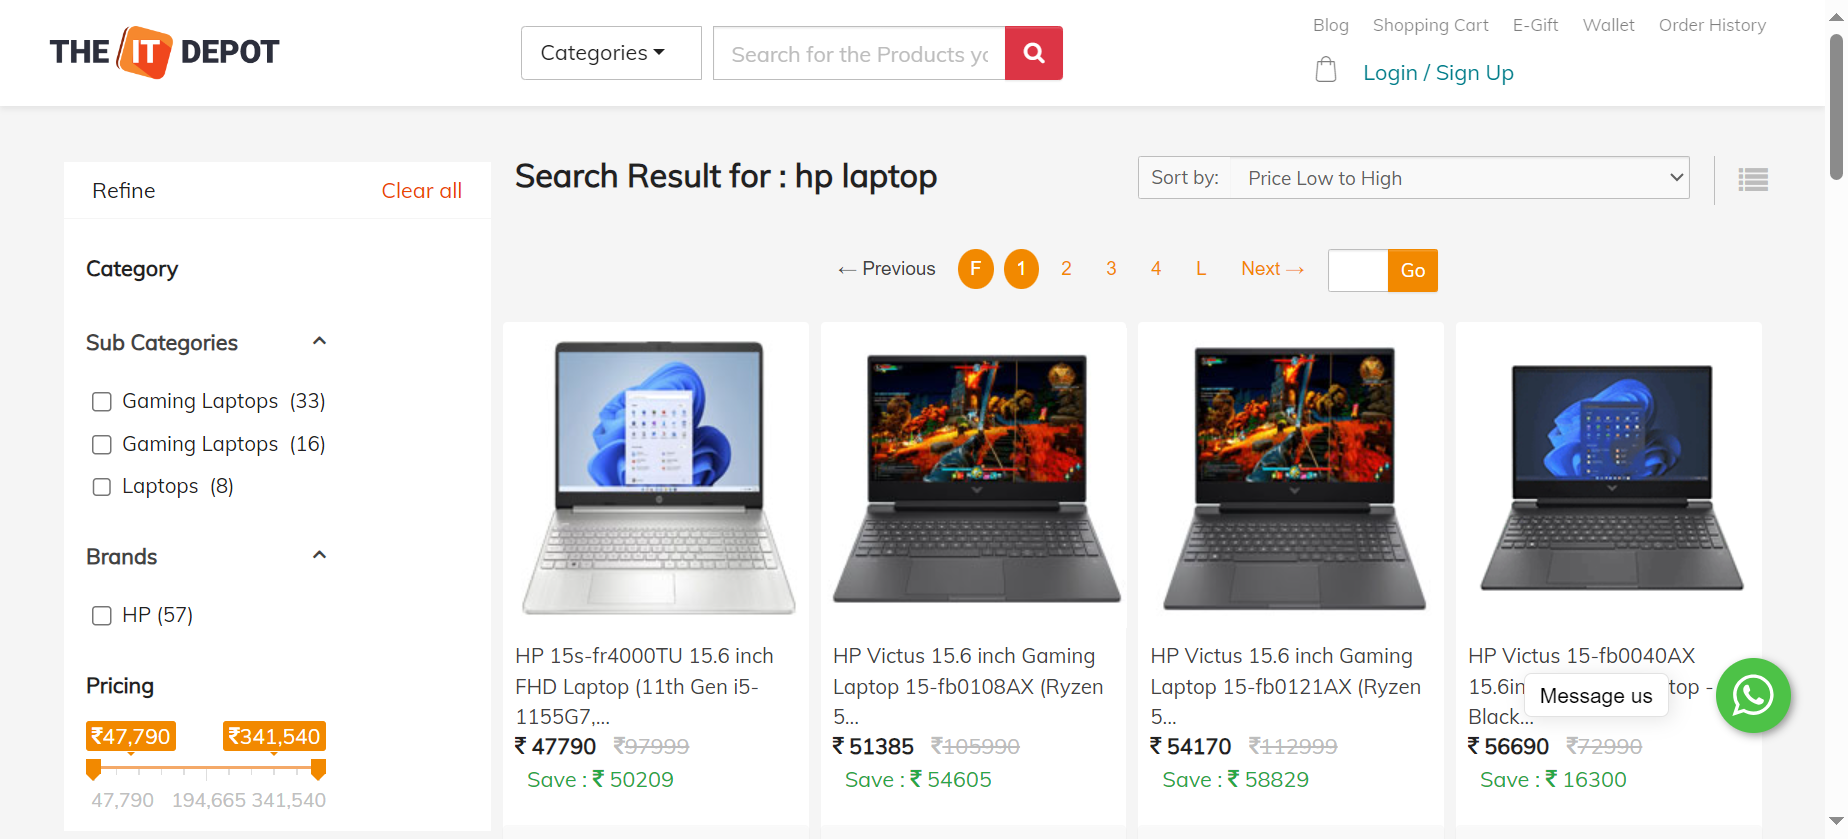 THE IT DEPOT
Categories
Search for the Products yo
Blog Shopping Cart E-Gift Wallet Order History
Login / Sign Up
Refine Clear all
Category
Sub Categories
Gaming Laptops (33)
Gaming Laptops (16)
Laptops (8)
Brands
HP (57)
Pricing
₹47,790 ₹341,540
47,790 194,665 341,540
Search Result for : hp laptop
Sort by: Price Low to High
← Previous F 1 2 3 4 L Next → Go
HP 15s-fr4000TU 15.6 inch
FHD Laptop (11th Gen i5-
1155G7,...
₹ 47790 ₹97999
Save : ₹ 50209
HP Victus 15.6 inch Gaming
Laptop 15-fb0108AX (Ryzen
5...
₹ 51385 ₹105990
Save : ₹ 54605
HP Victus 15.6 inch Gaming
Laptop 15-fb0121AX (Ryzen
5...
₹ 54170 ₹112999
Save : ₹ 58829
HP Victus 15-fb0040AX
15.6in top -
Black...
₹ 56690 ₹72990
Save : ₹ 16300
Message us